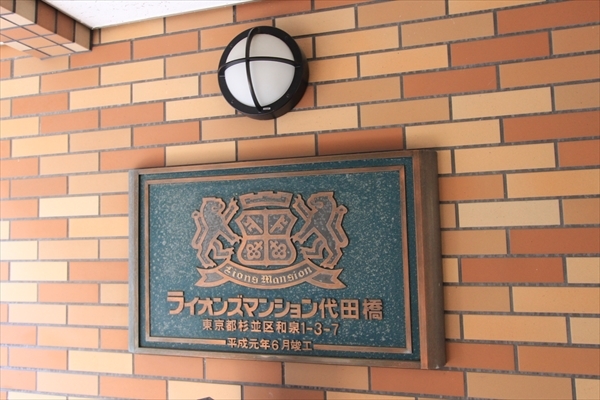 Lions Mansion
ライオンズマンション代田橋
東京都杉並区和泉1-3-7
平成元年6月竣工